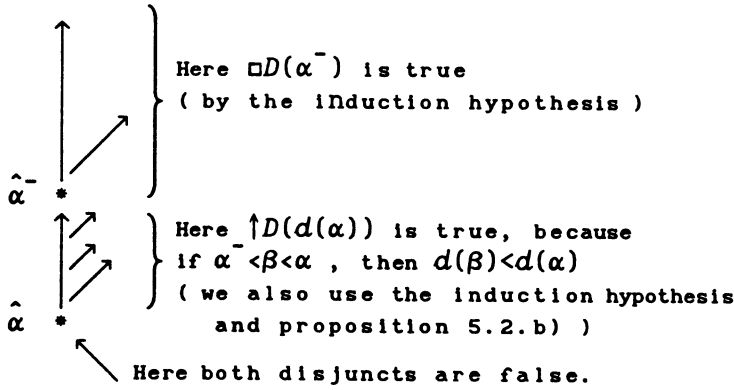 Here □D(α⁻) is true
( by the induction hypothesis )
α̂⁻ *
Here ↑D(d(α)) is true, because
if α⁻<β<α , then d(β)<d(α)
( we also use the induction hypothesis
and proposition 5.2.b) )
α̂ *
Here both disjuncts are false.